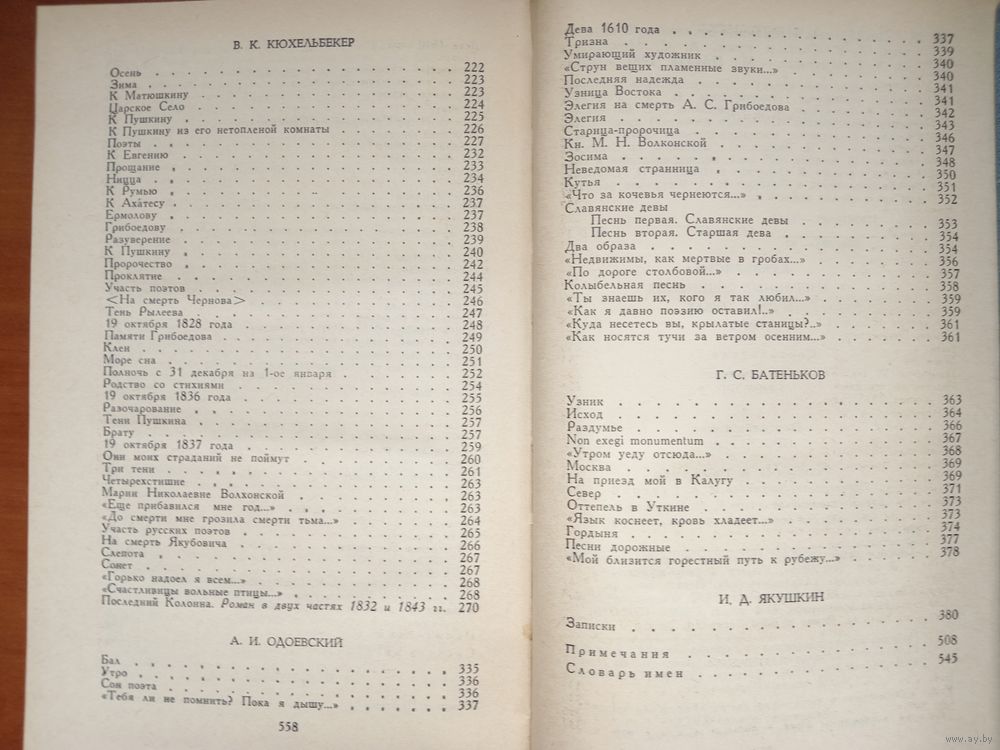 В. К. КЮХЕЛЬБЕКЕР
Осень 222
Зима 223
К Матюшкину 223
Царское Село 224
К Пушкину 225
К Пушкину из его нетопленой комнаты 226
Поэты 227
К Евгению 232
Прощание 233
Ницца 234
К Румью 236
К Ахатесу 237
Ермолову 237
Грибоедову 238
Разуверение 239
К Пушкину 240
Пророчество 242
Проклятие 244
Участь поэтов 245
<На смерть Чернова> 246
Тень Рылеева 247
19 октября 1828 года 248
Памяти Грибоедова 249
Клен 250
Море сна 251
Полночь с 31 декабря на 1-ое января 252
Родство со стихиями 254
19 октября 1836 года 255
Разочарование 256
Тени Пушкина 257
Брату 257
19 октября 1837 года 259
Они моих страданий не поймут 260
Три тени 261
Четырехстишие 263
Марии Николаевне Волхонской 263
«Еще прибавился мне год...» 263
«До смерти мне грозила смерти тьма...» 264
Участь русских поэтов 265
На смерть Якубовича 266
Слепота 267
Сонет 267
«Горько надоел я всем...» 268
«Счастливицы вольные птицы...» 268
Последний Колонна. Роман в двух частях 1832 и 1843 гг. 270
А. И. ОДОЕВСКИЙ
Бал 335
Утро 336
Сон поэта 336
«Тебя ли не помнить? Пока я дышу...» 337
558
Дева 1610 года 337
Тризна 339
Умирающий художник 340
«Струн вещих пламенные звуки...» 340
Последняя надежда 341
Узница Востока 341
Элегия на смерть А. С. Грибоедова 342
Элегия 343
Старица-пророчица 346
Кн. М. Н. Волконской 347
Зосима 348
Неведомая странница 350
Кутья 351
«Что за кочевья чернеются...» 352
Славянские девы
Песнь первая. Славянские девы 353
Песнь вторая. Старшая дева 354
Два образа 354
«Недвижимы, как мертвые в гробах...» 356
«По дороге столбовой...» 357
Колыбельная песнь 358
«Ты знаешь их, кого я так любил...» 359
«Как я давно поэзию оставил!..» 359
«Куда несетесь вы, крылатые станицы?..» 361
«Как носятся тучи за ветром осенним...» 361
Г. С. БАТЕНЬКОВ
Узник 363
Исход 364
Раздумье 366
Non exegi monumentum 367
«Утром уеду отсюда...» 368
Москва 369
На приезд мой в Калугу 369
Север 371
Оттепель в Уткине 373
«Язык коснеет, кровь хладеет...» 373
Гордыня 374
Песни дорожные 377
«Мой близится горестный путь к рубежу...» 378
И. Д. ЯКУШКИН
Записки 380
Примечания 508
Словарь имен 545
www.ay.by